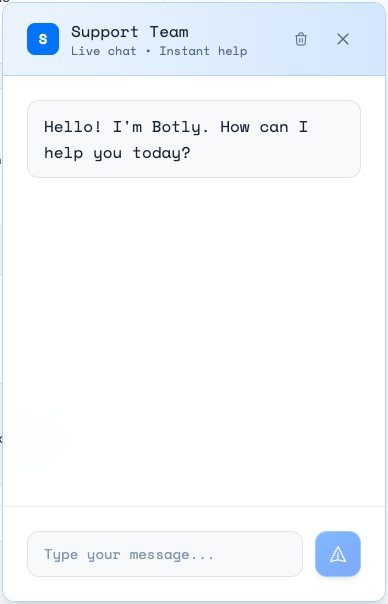 S
Support Team
Live chat • Instant help
Hello! I'm Botly. How can I
help you today?
Type your message...